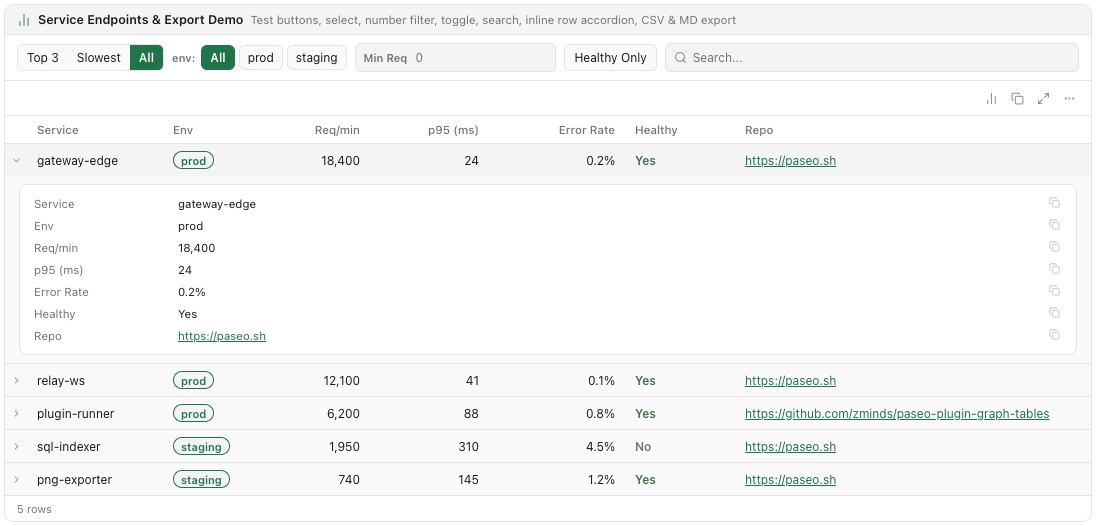 Service Endpoints & Export Demo Test buttons, select, number filter, toggle, search, inline row accordion, CSV & MD export
Top 3 Slowest All env: All prod staging Min Req 0 Healthy Only Search...
Service Env Req/min p95 (ms) Error Rate Healthy Repo
gateway-edge prod 18,400 24 0.2% Yes https://paseo.sh
Service gateway-edge
Env prod
Req/min 18,400
p95 (ms) 24
Error Rate 0.2%
Healthy Yes
Repo https://paseo.sh
relay-ws prod 12,100 41 0.1% Yes https://paseo.sh
plugin-runner prod 6,200 88 0.8% Yes https://github.com/zminds/paseo-plugin-graph-tables
sql-indexer staging 1,950 310 4.5% No https://paseo.sh
png-exporter staging 740 145 1.2% Yes https://paseo.sh
5 rows